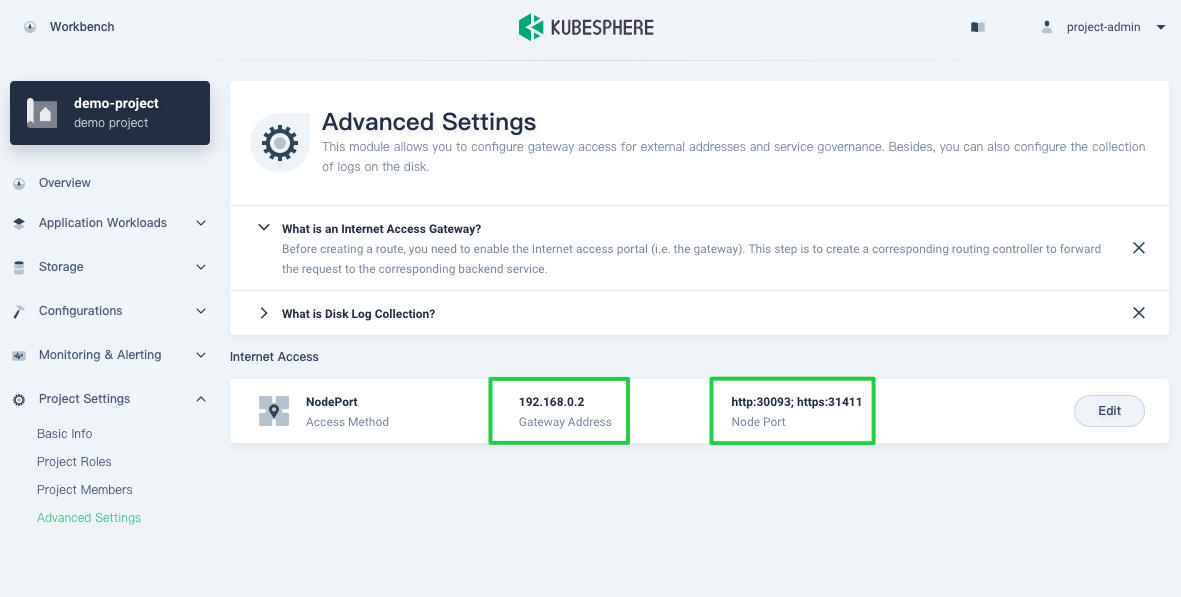 Workbench
KUBESPHERE
project-admin
demo-project
demo project
Overview
Application Workloads
Storage
Configurations
Monitoring & Alerting
Project Settings
Basic Info
Project Roles
Project Members
Advanced Settings
Advanced Settings
This module allows you to configure gateway access for external addresses and service governance. Besides, you can also configure the collection
of logs on the disk.
What is an Internet Access Gateway?
Before creating a route, you need to enable the Internet access portal (i.e. the gateway). This step is to create a corresponding routing controller to forward
the request to the corresponding backend service.
What is Disk Log Collection?
Internet Access
NodePort
Access Method
192.168.0.2
Gateway Address
http:30093; https:31411
Node Port
Edit